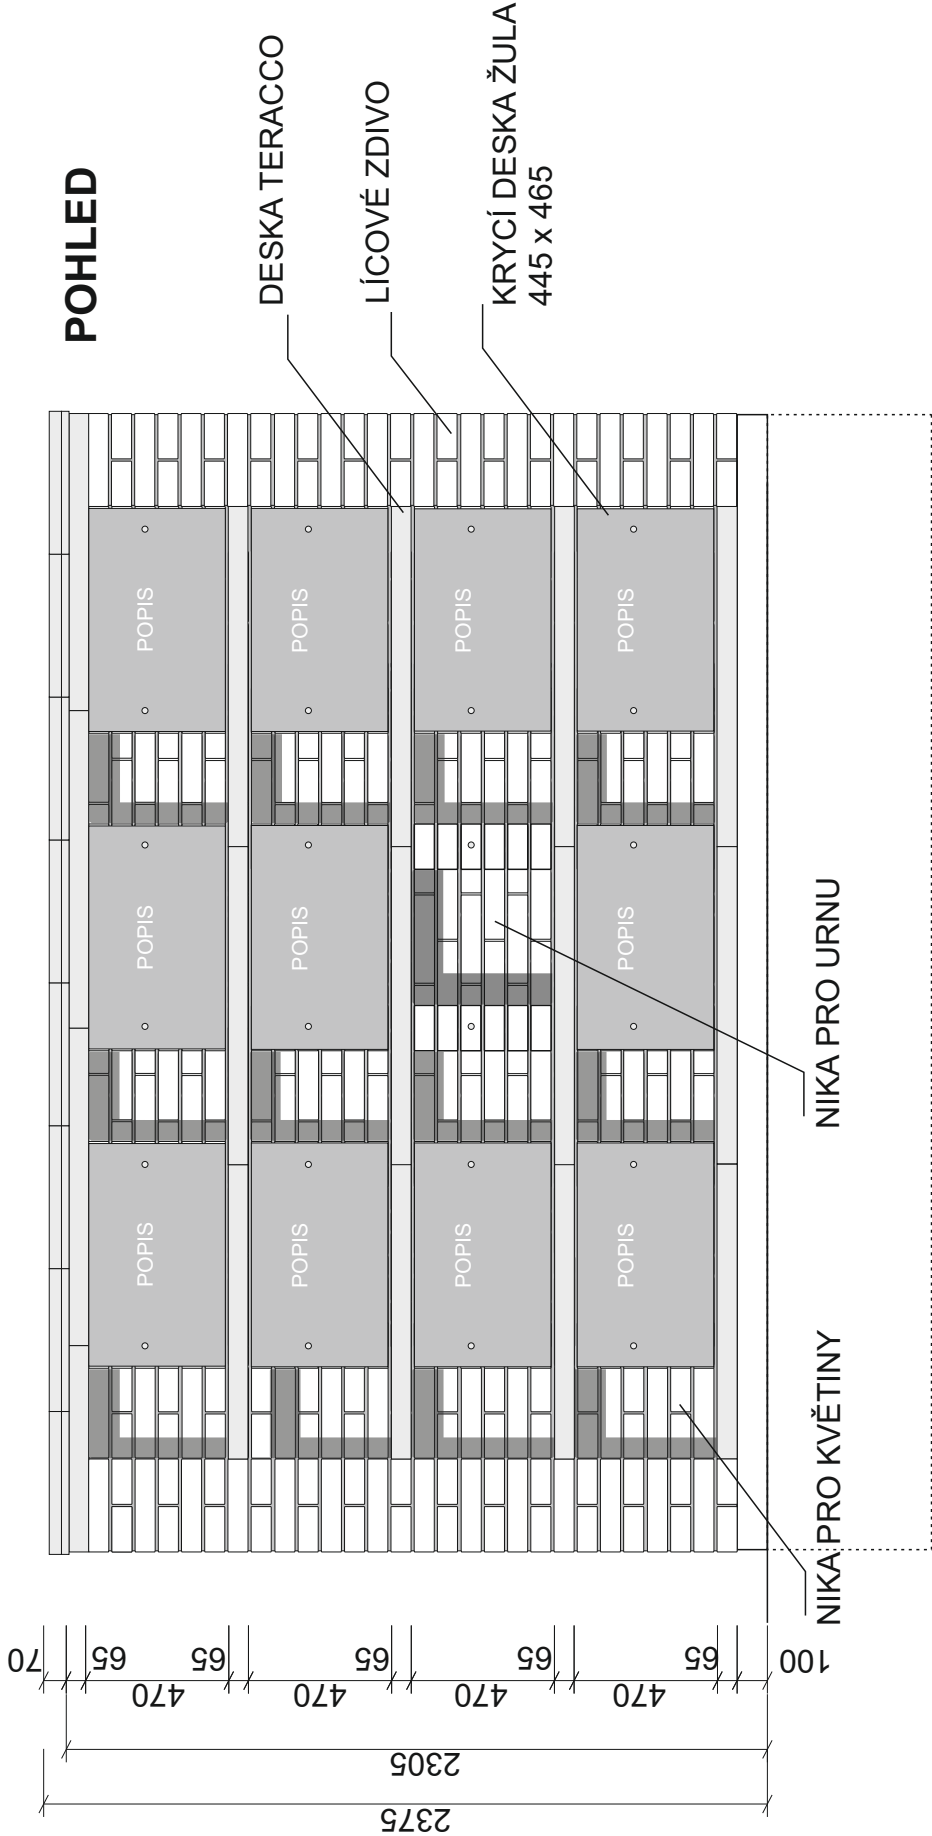 POHLED
DESKA TERACCO
LÍCOVÉ ZDIVO
KRYCÍ DESKA ŽULA
445 x 465
POPIS
POPIS
POPIS
POPIS
POPIS
POPIS
POPIS
POPIS
POPIS
POPIS
POPIS
NIKA PRO URNU
NIKA PRO KVĚTINY
70
65
65
65
65
65
100
470
470
470
470
2305
2375